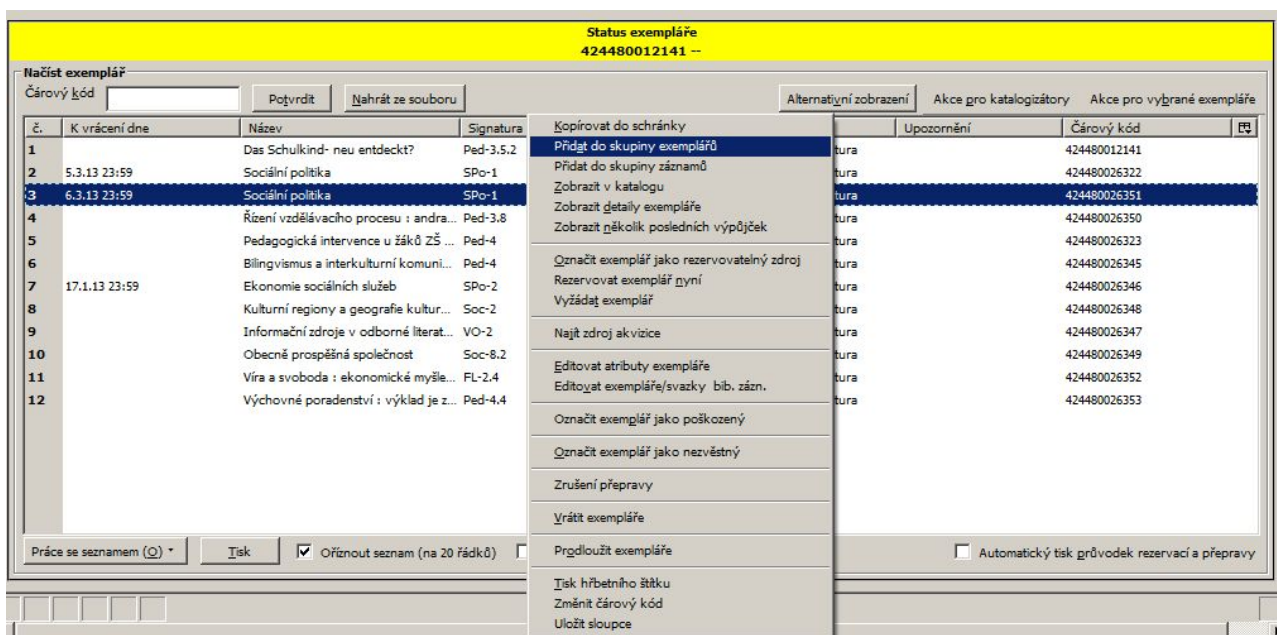 Status exempláře
424480012141 --
Načíst exemplář
Čárový kód Potvrdit Nahrát ze souboru Alternativní zobrazení Akce pro katalogizátory Akce pro vybrané exempláře
č. K vrácení dne Název Signatura Upozornění Čárový kód
1 Das Schulkind- neu entdeckt? Ped-3.5.2 tura 424480012141
2 5.3.13 23:59 Sociální politika SPo-1 tura 424480026322
3 6.3.13 23:59 Sociální politika SPo-1 tura 424480026351
4 Řízení vzdělávacího procesu : andra... Ped-3.8 tura 424480026350
5 Pedagogická intervence u žáků ZŠ ... Ped-4 tura 424480026323
6 Bilingvismus a interkulturní komuni... Ped-4 tura 424480026345
7 17.1.13 23:59 Ekonomie sociálních služeb SPo-2 tura 424480026346
8 Kulturní regiony a geografie kultur... Soc-2 tura 424480026348
9 Informační zdroje v odborné literat... VO-2 tura 424480026347
10 Obecně prospěšná společnost Soc-8.2 tura 424480026349
11 Víra a svoboda : ekonomické myšle... FL-2.4 tura 424480026352
12 Výchovné poradenství : výklad je z... Ped-4.4 tura 424480026353
Kopírovat do schránky
Přidat do skupiny exemplářů
Přidat do skupiny záznamů
Zobrazit v katalogu
Zobrazit detaily exempláře
Zobrazit několik posledních výpůjček
Označit exemplář jako rezervovatelný zdroj
Rezervovat exemplář nyní
Vyžádat exemplář
Najít zdroj akvizice
Editovat atributy exempláře
Editovat exempláře/svazky bib. zázn.
Označit exemplář jako poškozený
Označit exemplář jako nezvěstný
Zrušení přepravy
Vrátit exempláře
Prodloužit exempláře
Tisk hřbetního štítku
Změnit čárový kód
Uložit sloupce
Práce se seznamem (O) Tisk Oříznout seznam (na 20 řádků) Automatický tisk průvodek rezervací a přepravy